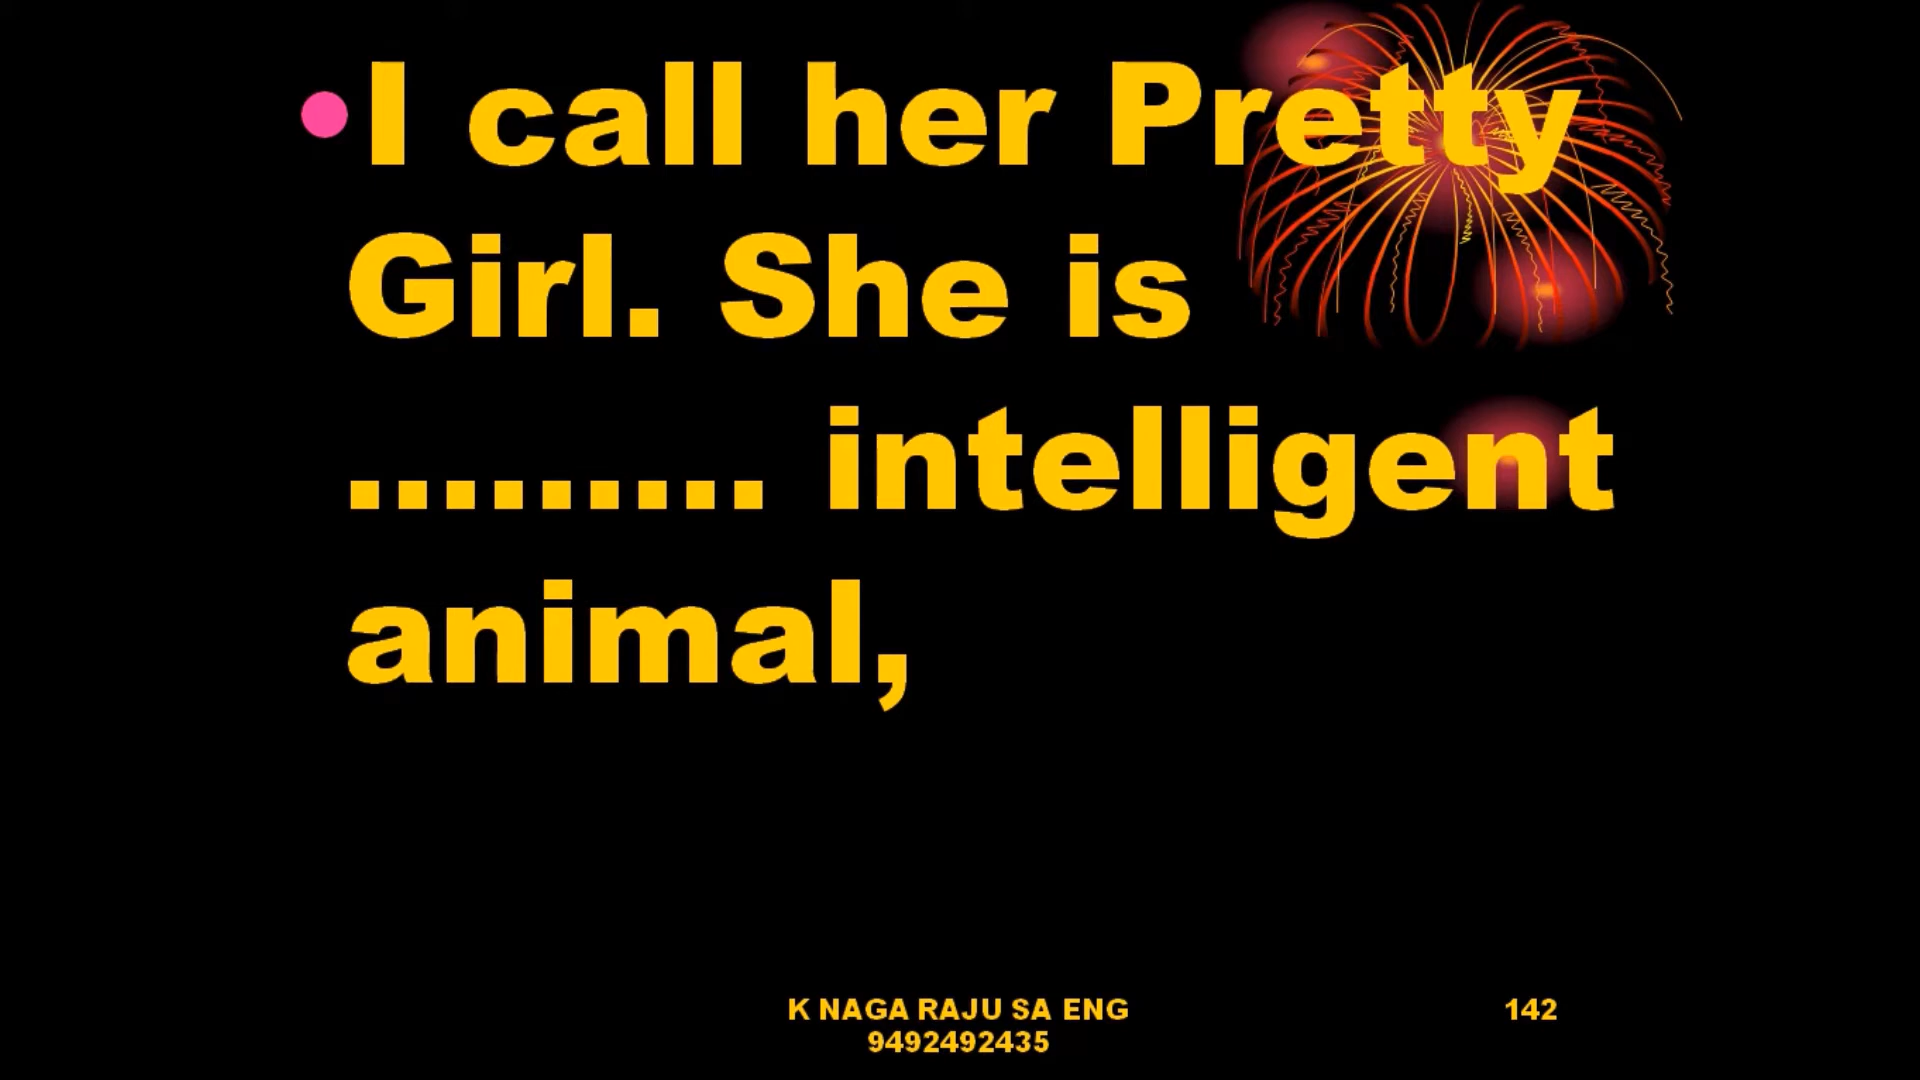 •I call her Pretty
Girl. She is
......... intelligent
animal,
K NAGA RAJU SA ENG
9492492435
142